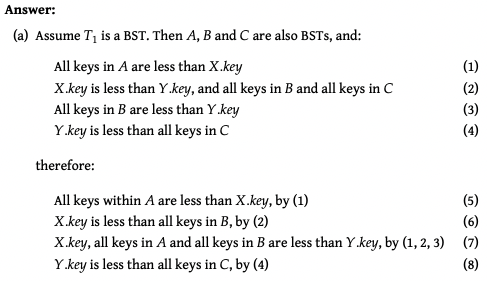 Answer:
(a) Assume T₁ is a BST. Then A, B and C are also BSTs, and:
All keys in A are less than X.key (1)
X.key is less than Y.key, and all keys in B and all keys in C (2)
All keys in B are less than Y.key (3)
Y.key is less than all keys in C (4)
therefore:
All keys within A are less than X.key, by (1) (5)
X.key is less than all keys in B, by (2) (6)
X.key, all keys in A and all keys in B are less than Y.key, by (1, 2, 3) (7)
Y.key is less than all keys in C, by (4) (8)